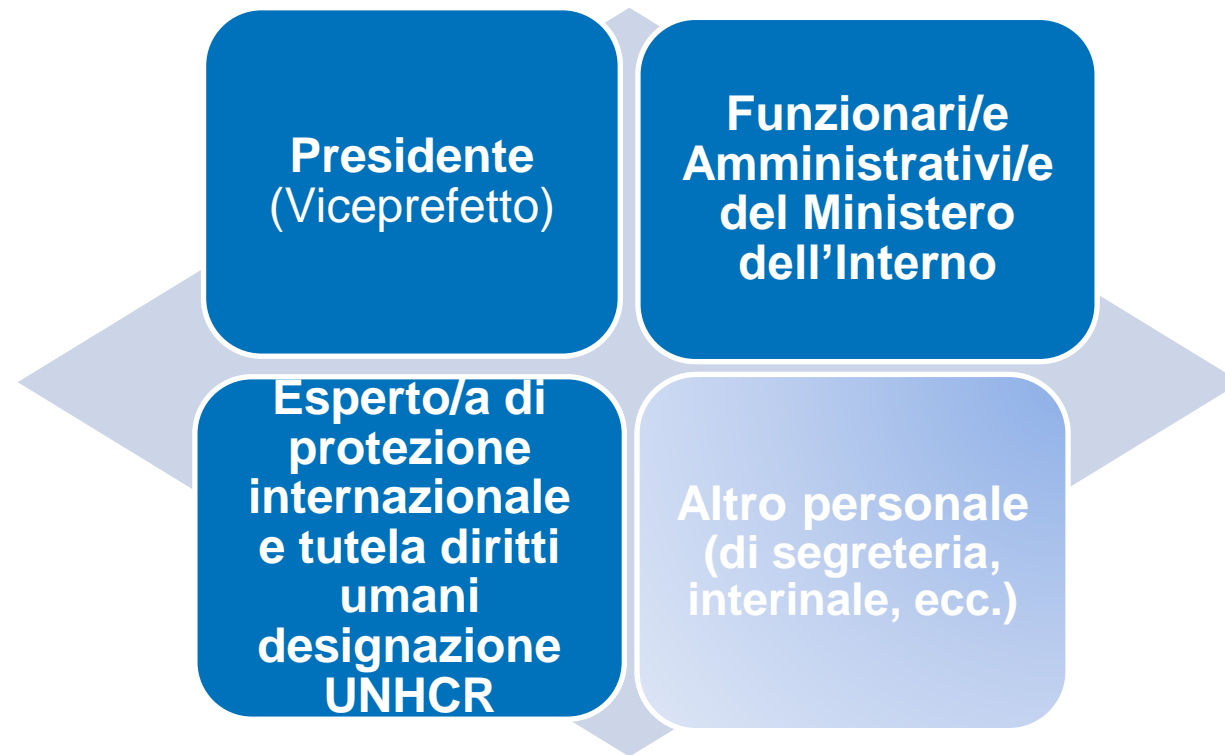 Presidente
(Viceprefetto)
Funzionari/e
Amministrativi/e
del Ministero
dell’Interno
Esperto/a di
protezione
internazionale
e tutela diritti
umani
designazione
UNHCR
Altro personale
(di segreteria,
interinale, ecc.)